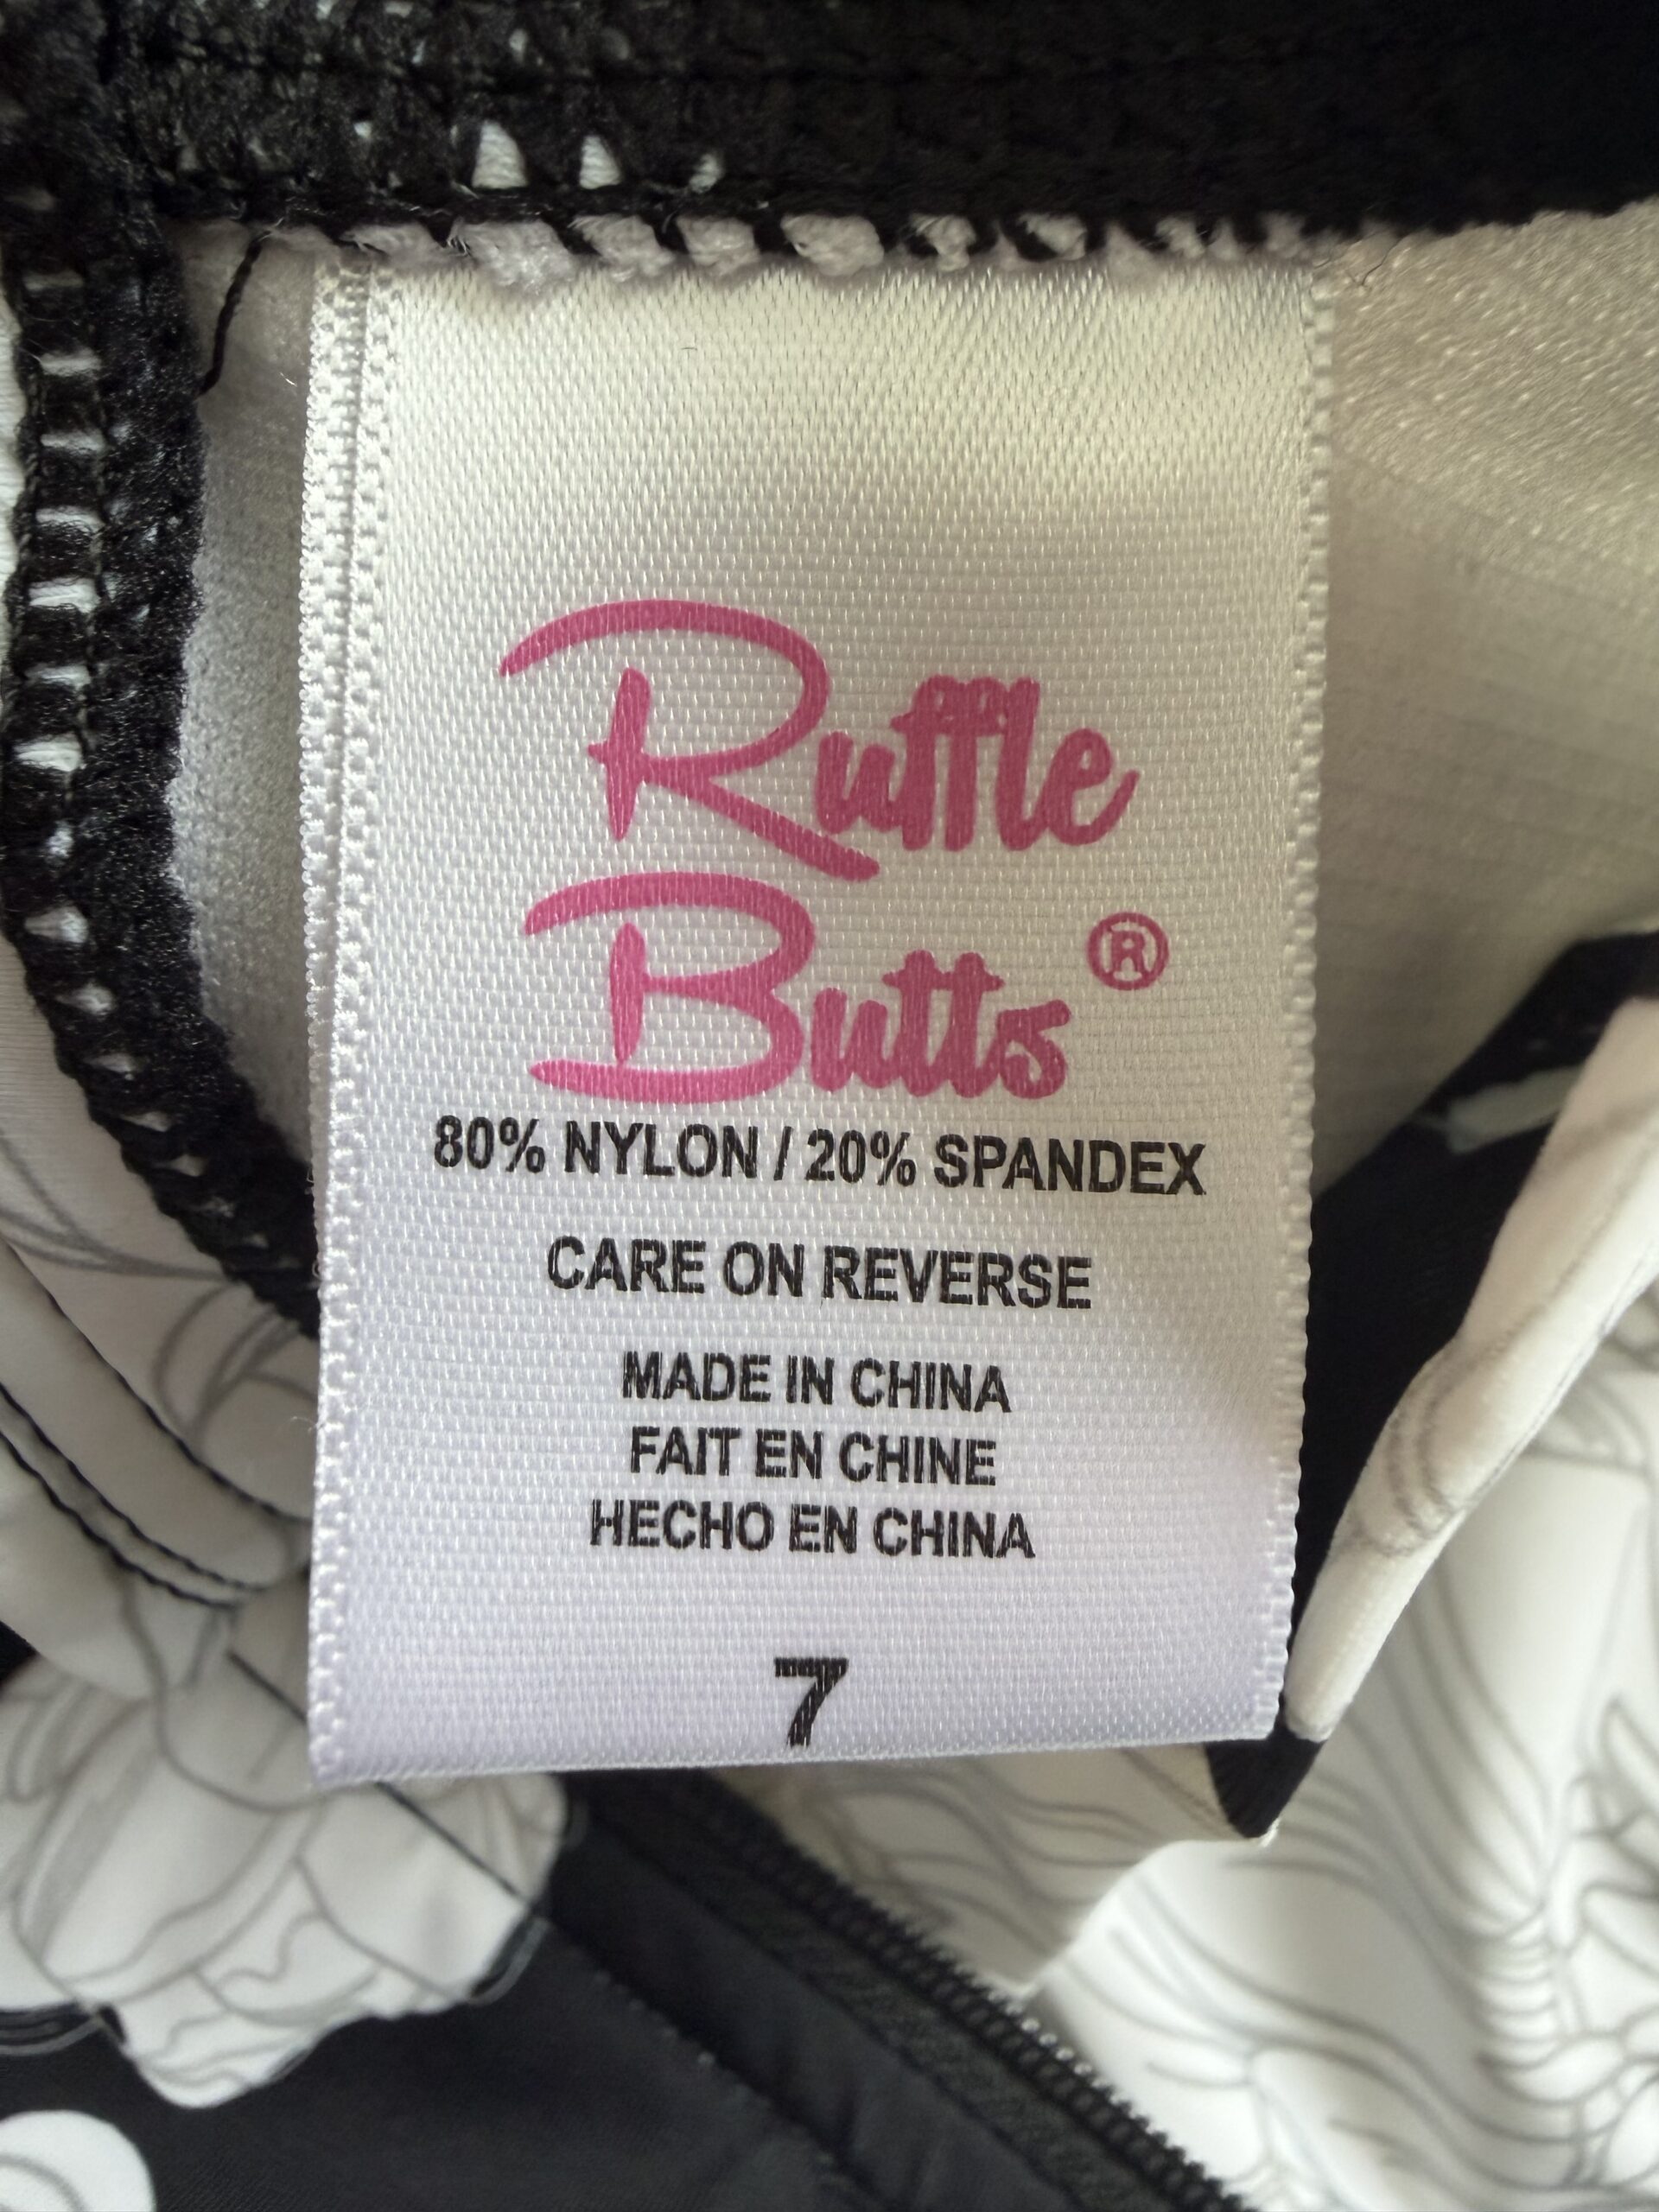 Ruffle
Butts®
80% NYLON / 20% SPANDEX
CARE ON REVERSE
MADE IN CHINA
FAIT EN CHINE
HECHO EN CHINA
7